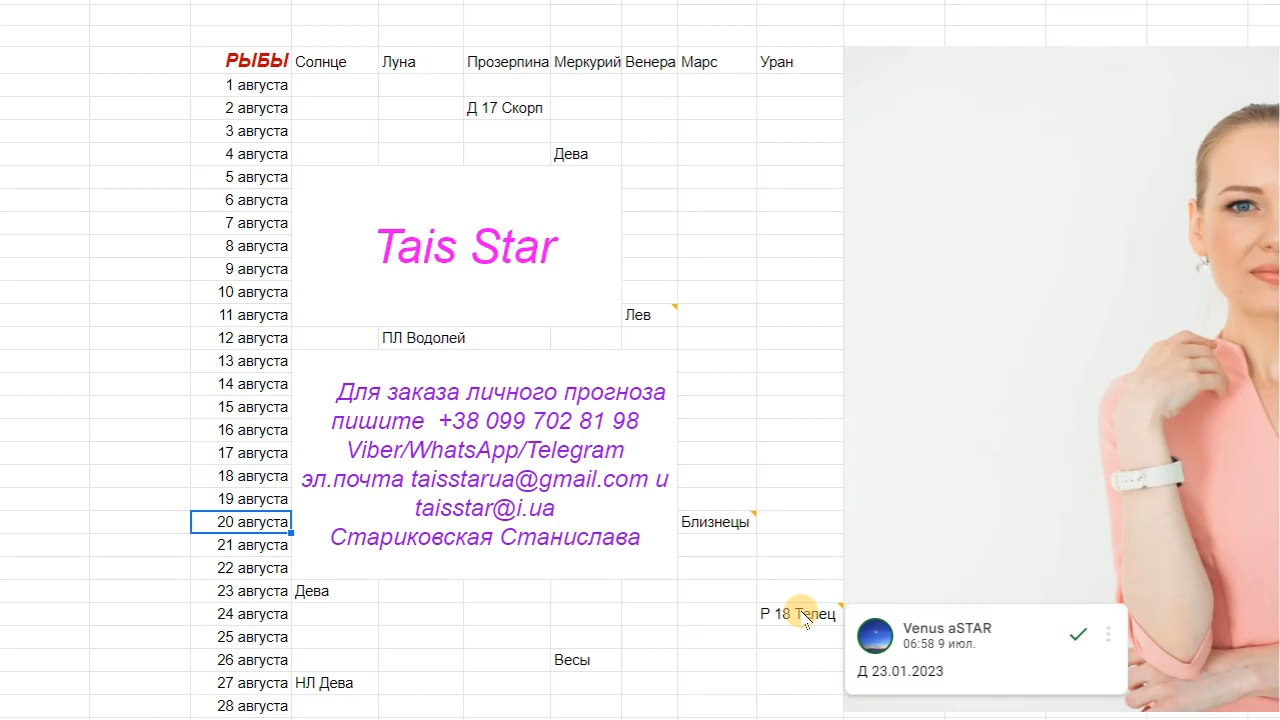 РЫБЫ Солнце Луна Прозерпина Меркурий Венера Марс Уран
1 августа
2 августа Д 17 Скорп
3 августа
4 августа Дева
5 августа
6 августа
7 августа
Tais Star
8 августа
9 августа
10 августа
11 августа Лев
12 августа ПЛ Водолей
13 августа
14 августа
Для заказа личного прогноза
15 августа
пишите +38 099 702 81 98
16 августа
17 августа
Viber/WhatsApp/Telegram
18 августа
эл.почта taisstarua@gmail.com и
19 августа
taisstar@i.ua
20 августа Близнецы
Стариковская Станислава
21 августа
22 августа
23 августа Дева
24 августа Р 18 Телец
25 августа
26 августа Весы
27 августа НЛ Дева
28 августа
Venus aSTAR
06:58 9 июл.
Д 23.01.2023